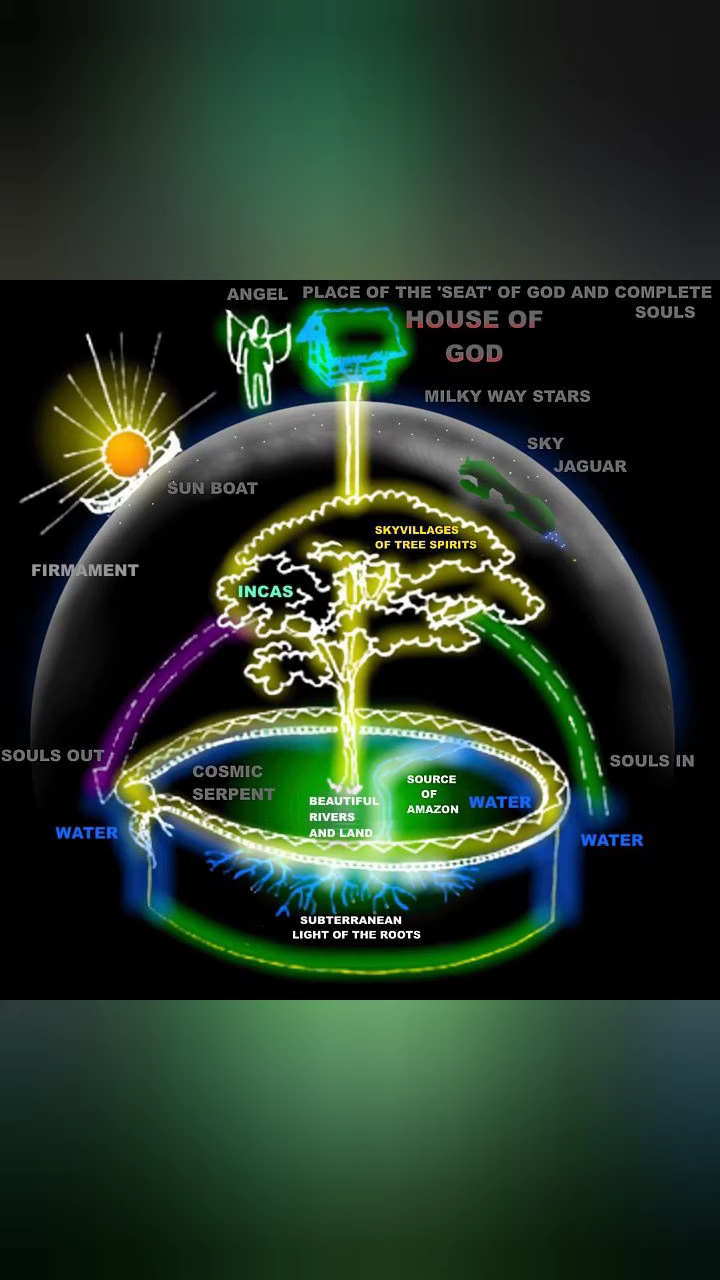 ANGEL
PLACE OF THE 'SEAT' OF GOD AND COMPLETE
SOULS
HOUSE OF
GOD
MILKY WAY STARS
SKY
JAGUAR
SUN BOAT
SKYVILLAGES
OF TREE SPIRITS
FIRMAMENT
INCAS
SOULS OUT
SOULS IN
COSMIC
SERPENT
SOURCE
OF
AMAZON
WATER
BEAUTIFUL
RIVERS
AND LAND
WATER
WATER
SUBTERRANEAN
LIGHT OF THE ROOTS